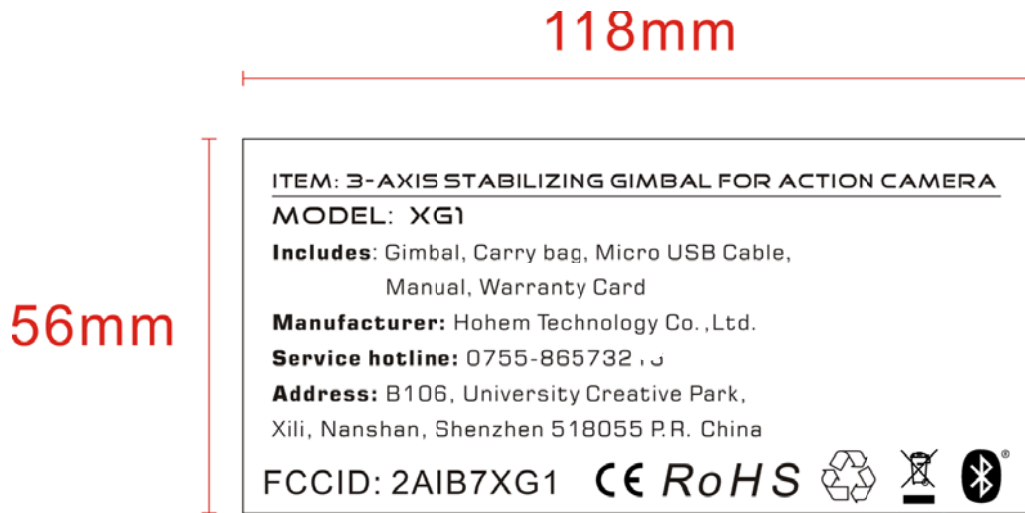 118mm
56mm
ITEM: 3-AXIS STABILIZING GIMBAL FOR ACTION CAMERA
MODEL: XG1
Includes: Gimbal, Carry bag, Micro USB Cable,
Manual, Warranty Card
Manufacturer: Hohem Technology Co.,Ltd.
Service hotline:
Address: B106, University Creative Park,
Xili, Nanshan, Shenzhen 518055 P.R. China
FCCID: 2AIB7XG1 CE RoHS ®